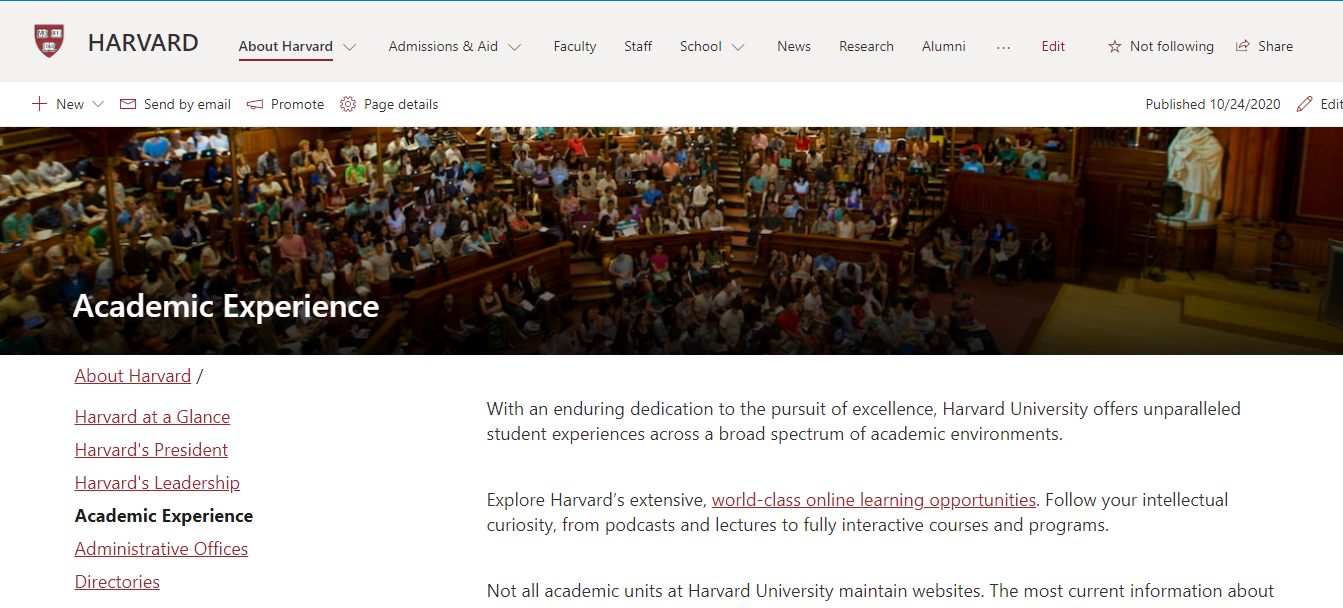 HARVARD About Harvard Admissions & Aid Faculty Staff School News Research Alumni ... Edit Not following Share
New Send by email Promote Page details Published 10/24/2020 Edit
Academic Experience
About Harvard /
Harvard at a Glance
Harvard's President
Harvard's Leadership
Academic Experience
Administrative Offices
Directories
With an enduring dedication to the pursuit of excellence, Harvard University offers unparalleled
student experiences across a broad spectrum of academic environments.
Explore Harvard’s extensive, world-class online learning opportunities. Follow your intellectual
curiosity, from podcasts and lectures to fully interactive courses and programs.
Not all academic units at Harvard University maintain websites. The most current information about